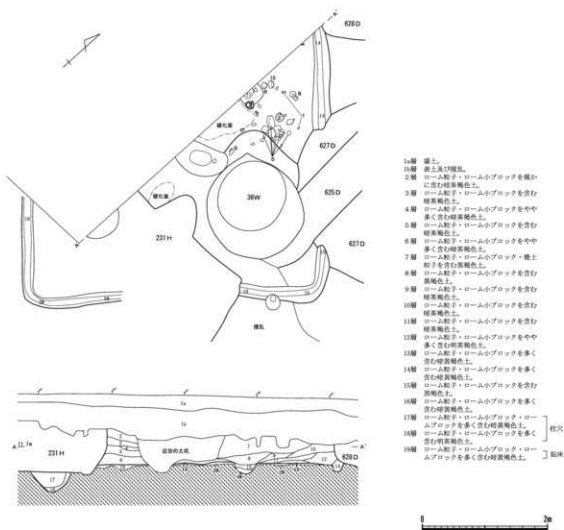 628D
硬化面
627D
36W
625D
硬化面
231H
627D
攪乱
1a
1b
A 11.7m
231H
近世の土坑
A'
628D
17
1a層 盛土。
1b層 表土及び攪乱。
2層 ローム粒子・ローム小ブロックを僅か
に含む暗茶褐色土。
3層 ローム粒子・ローム小ブロックを含む
暗茶褐色土。
4層 ローム粒子・ローム小ブロックをやや
多く含む暗茶褐色土。
5層 ローム粒子・ローム小ブロックを含む
暗茶褐色土。
6層 ローム粒子・ローム小ブロックをやや
多く含む暗茶褐色土。
7層 ローム粒子・ローム小ブロック・焼土
粒子を含む黒褐色土。
8層 ローム粒子・ローム小ブロックを含む
黒褐色土。
9層 ローム粒子・ローム小ブロックを含む
暗茶褐色土。
10層 ローム粒子・ローム小ブロックを含む
暗茶褐色土。
11層 ローム粒子・ローム小ブロックを含む
暗茶褐色土。
12層 ローム粒子・ローム小ブロックをやや
多く含む明茶褐色土。
13層 ローム粒子・ローム小ブロックを多く
含む暗黄褐色土。
14層 ローム粒子・ローム小ブロックを多く
含む暗黄褐色土。
15層 ローム粒子・ローム小ブロックを含む
黒褐色土。
16層 ローム粒子・ローム小ブロックを多く
含む暗黄褐色土。
17層 ローム粒子・ローム小ブロック・ロー
ムブロックを多く含む暗黄褐色土。
18層 ローム粒子・ローム小ブロックを多く
含む明茶褐色土。
柱穴
19層 ローム粒子・ローム小ブロック・ロー
ムブロックを多く含む暗黄褐色土。
貼床
0 2m